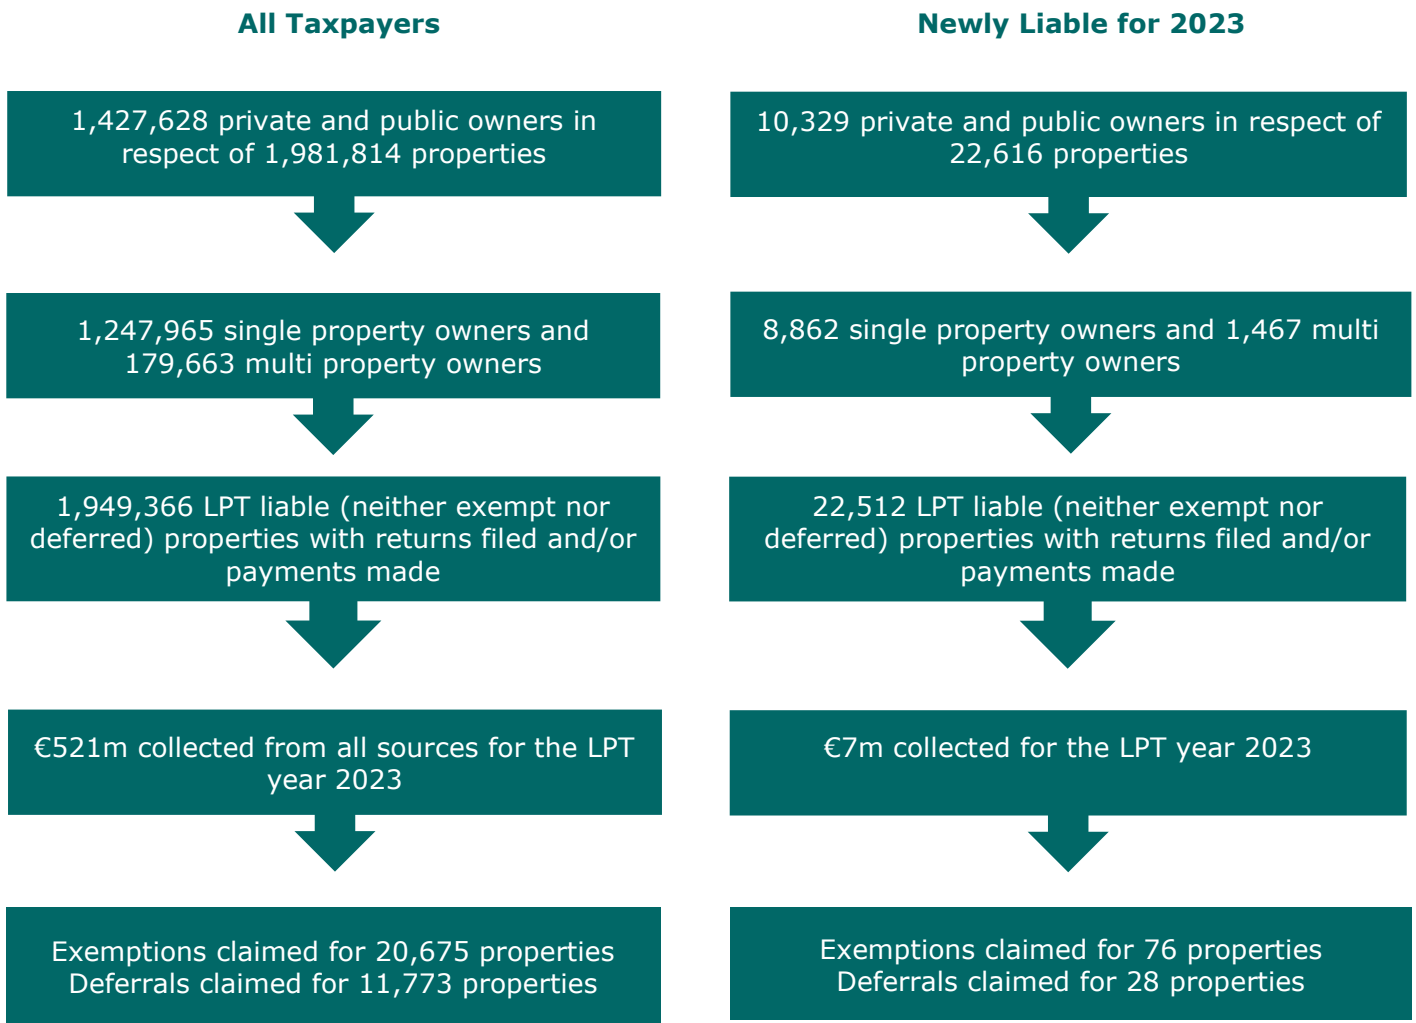 All Taxpayers
1,427,628 private and public owners in
respect of 1,981,814 properties
1,247,965 single property owners and
179,663 multi property owners
1,949,366 LPT liable (neither exempt nor
deferred) properties with returns filed and/or
payments made
€521m collected from all sources for the LPT
year 2023
Exemptions claimed for 20,675 properties
Deferrals claimed for 11,773 properties
Newly Liable for 2023
10,329 private and public owners in respect of
22,616 properties
8,862 single property owners and 1,467 multi
property owners
22,512 LPT liable (neither exempt nor
deferred) properties with returns filed and/or
payments made
€7m collected for the LPT year 2023
Exemptions claimed for 76 properties
Deferrals claimed for 28 properties